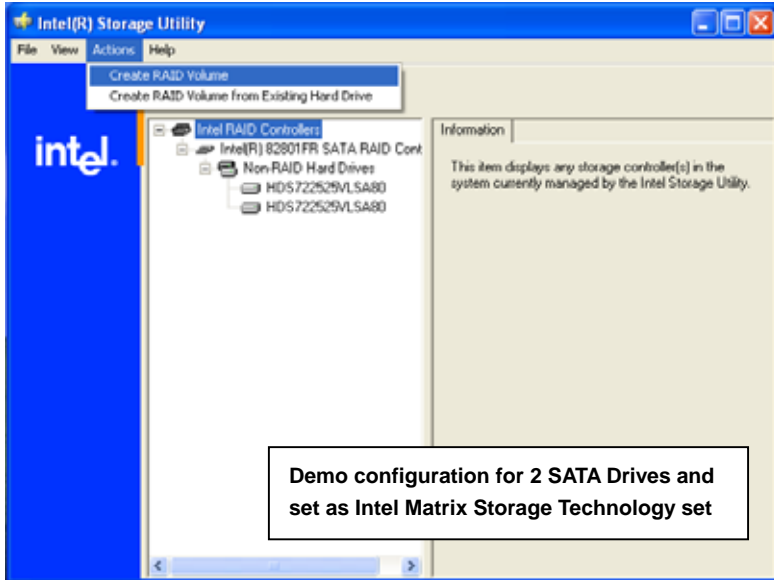 Intel(R) Storage Utility
File View Actions Help
Create RAID Volume
Create RAID Volume from Existing Hard Drive
intel.
Intel RAID Controllers
Intel(R) 82801FR SATA RAID Cont
Non-RAID Hard Drives
HDS722525VLSA80
HDS722525VLSA80
Information
This item displays any storage controller(s) in the
system currently managed by the Intel Storage Utility.
Demo configuration for 2 SATA Drives and
set as Intel Matrix Storage Technology set